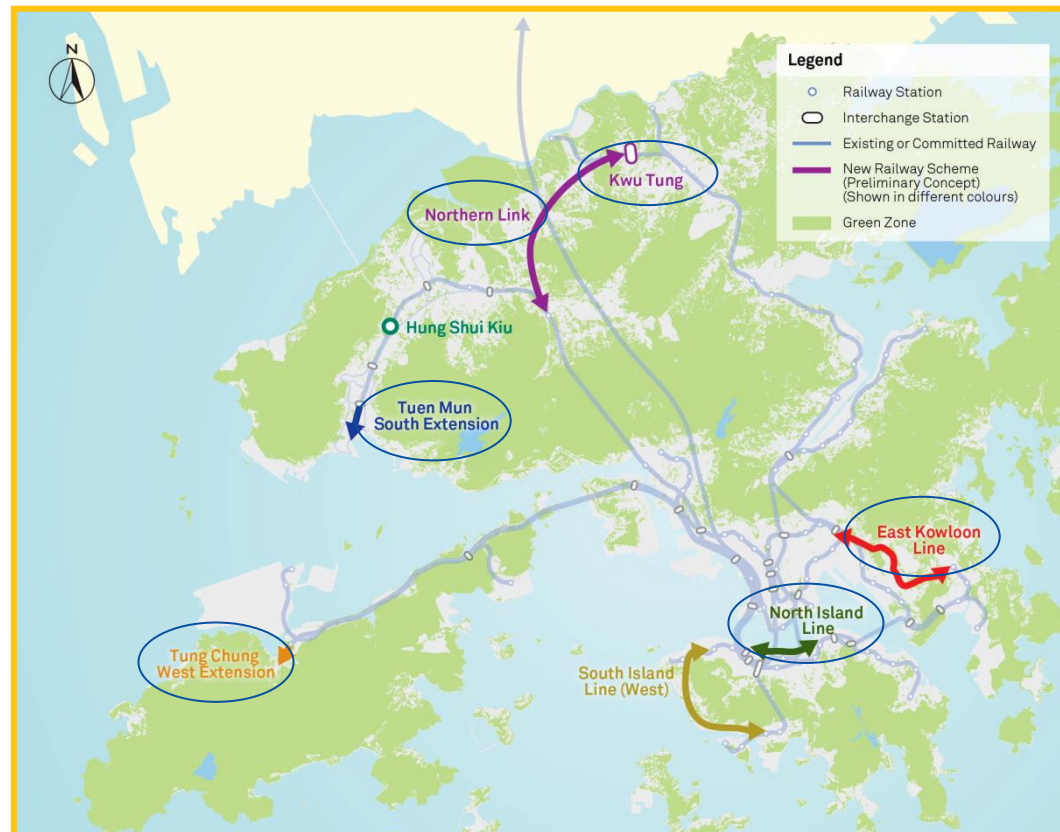 N
Legend
Railway Station
Interchange Station
Existing or Committed Railway
New Railway Scheme
(Preliminary Concept)
(Shown in different colours)
Green Zone
Kwu Tung
Northern Link
Hung Shui Kiu
Tuen Mun
South Extension
East Kowloon
Line
North Island
Line
Tung Chung
West Extension
South Island
Line (West)